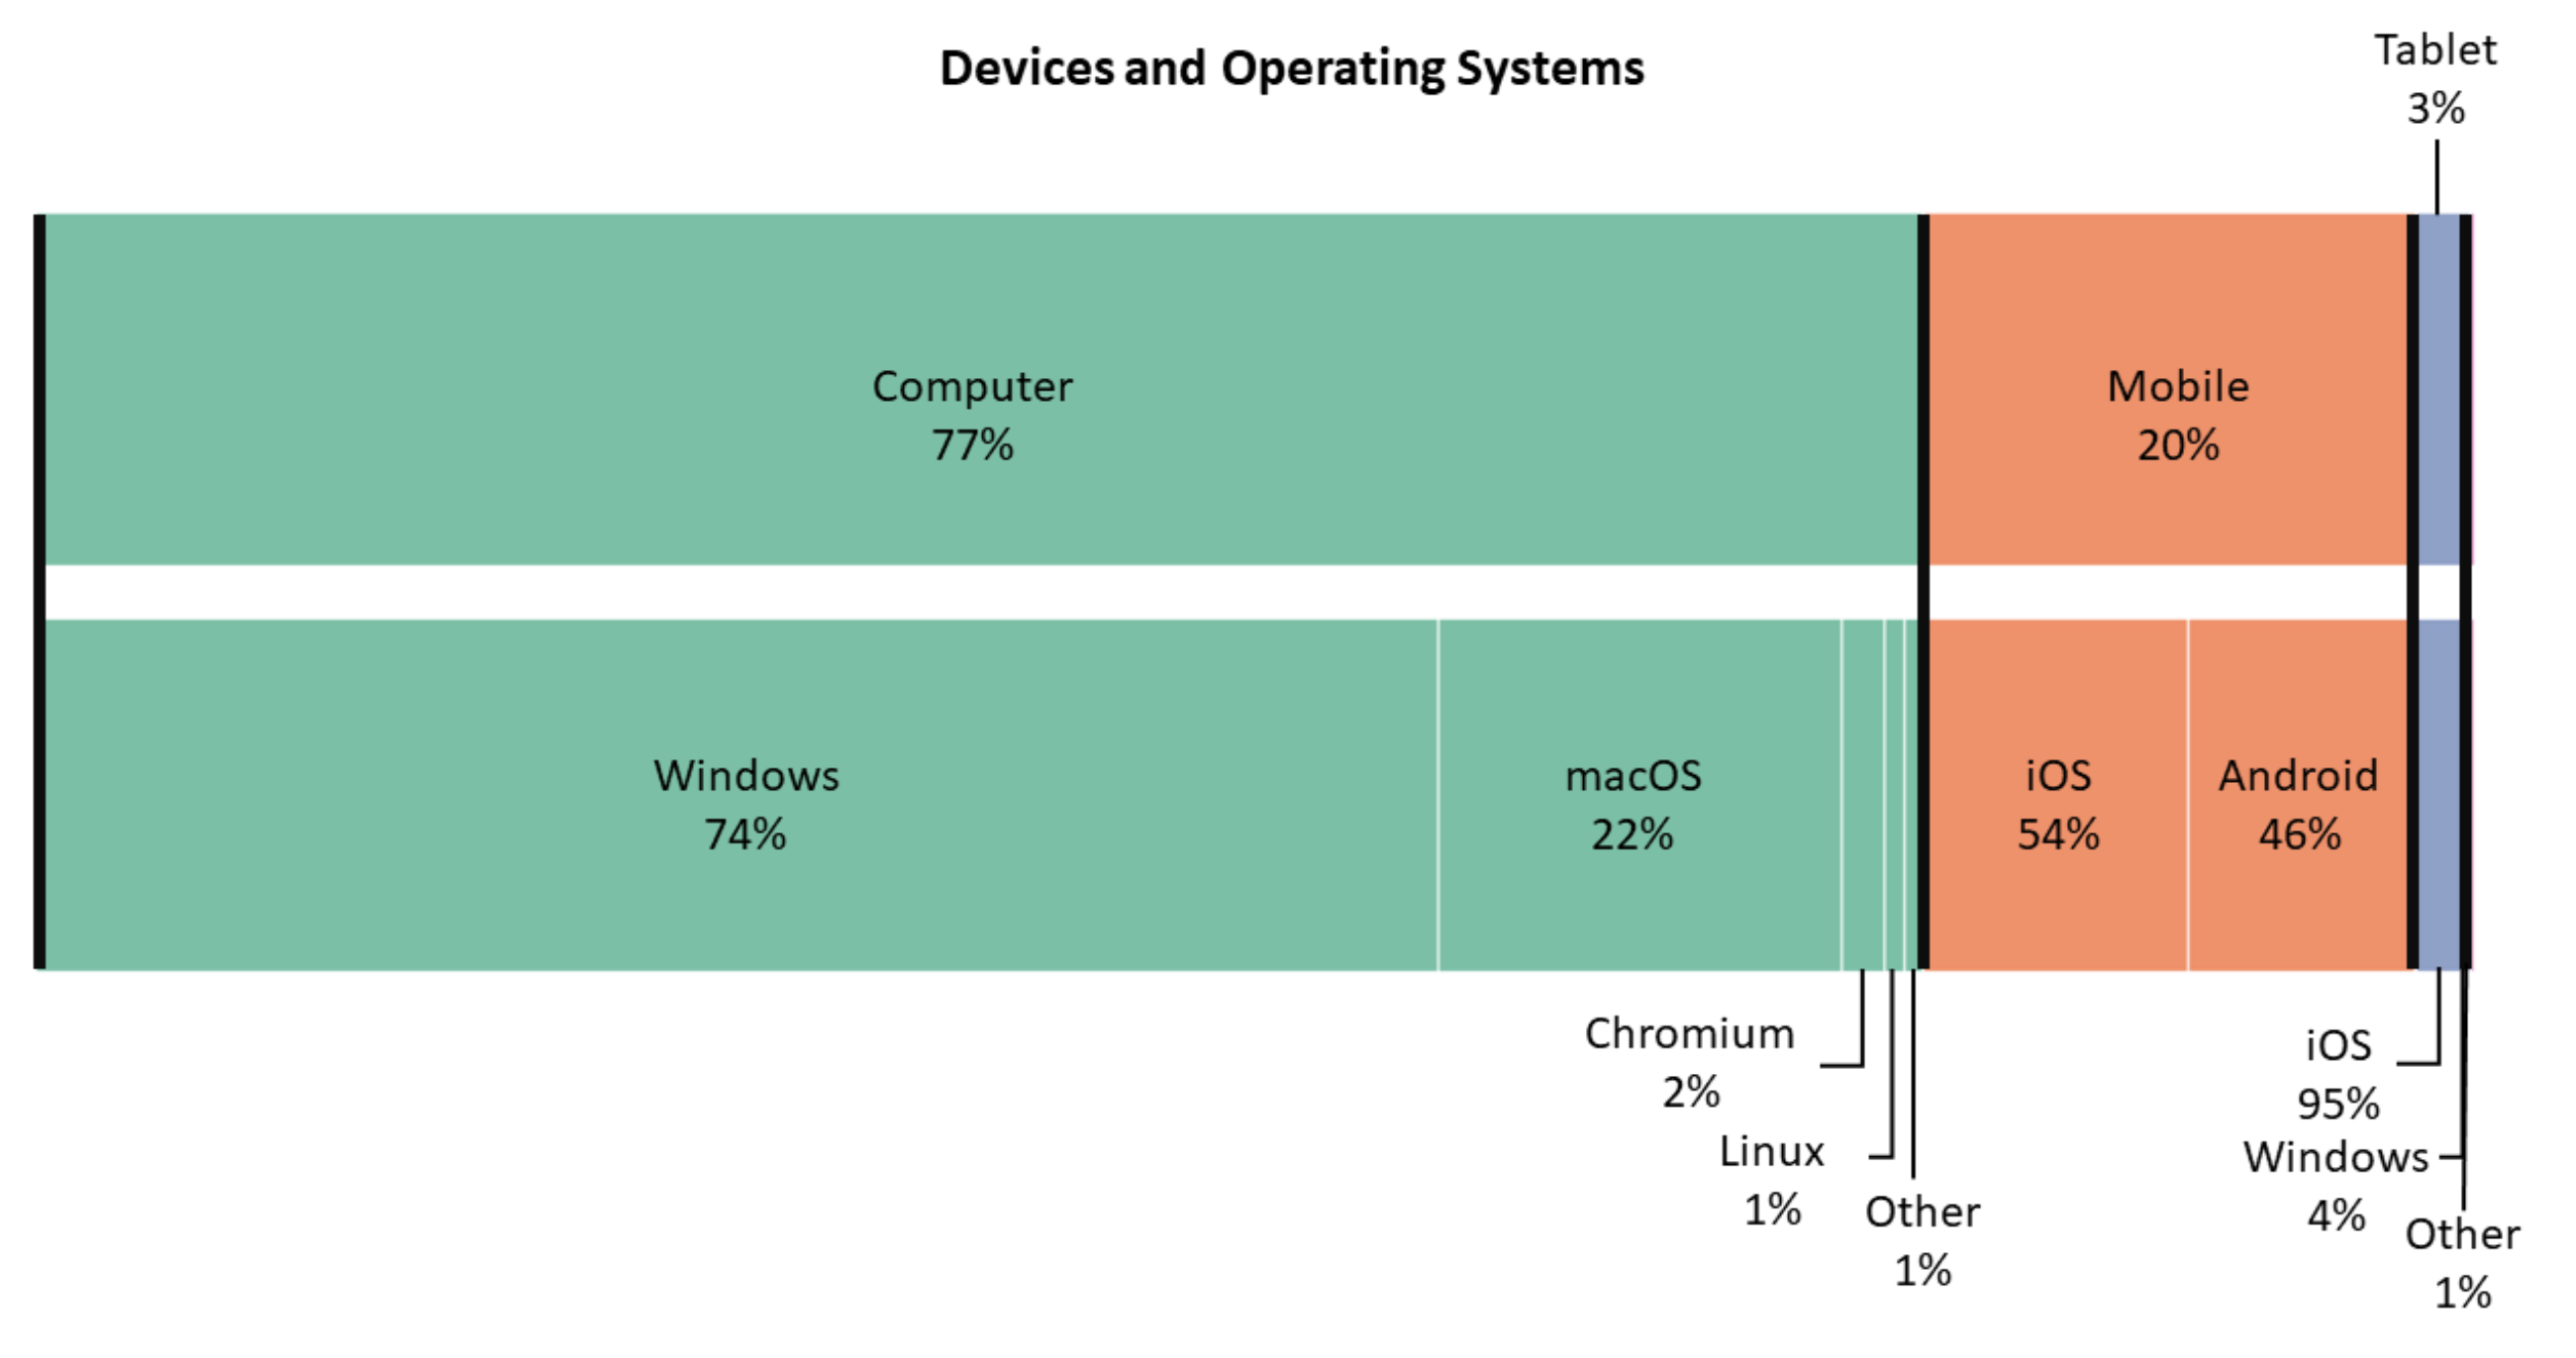 Devices and Operating Systems
Tablet
3%
Computer
77%
Mobile
20%
Windows
74%
macOS
22%
iOS
54%
Android
46%
Chromium
2%
Linux
1%
Other
1%
iOS
95%
Windows
4%
Other
1%